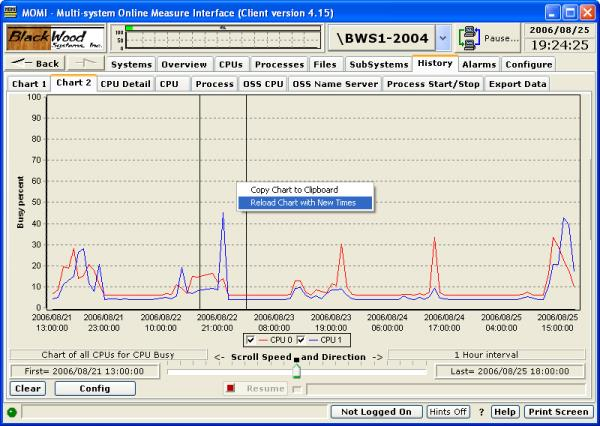 MOMI - Multi-system Online Measure Interface (Client version 4.15)
BlackWood Systems, Inc.
100
50
0
\BWS1-2004
Pause...
2006/08/25
19:24:25
Back
Systems Overview CPUs Processes Files SubSystems History Alarms Configure
Chart 1 Chart 2 CPU Detail CPU Process OSS CPU OSS Name Server Process Start/Stop Export Data
Busy percent
100
90
80
70
60
50
40
30
20
10
0
Copy Chart to Clipboard
Reload Chart with New Times
2006/08/21 2006/08/21 2006/08/22 2006/08/22 2006/08/23 2006/08/23 2006/08/24 2006/08/24 2006/08/25 2006/08/25
13:00:00 23:00:00 10:00:00 21:00:00 08:00:00 19:00:00 06:00:00 17:00:00 04:00:00 15:00:00
CPU 0 CPU 1
Chart of all CPUs for CPU Busy
<- Scroll Speed and Direction ->
1 Hour interval
First= 2006/08/21 13:00:00
Last= 2006/08/25 18:00:00
Clear Config Resume
Not Logged On Hints Off ? Help Print Screen